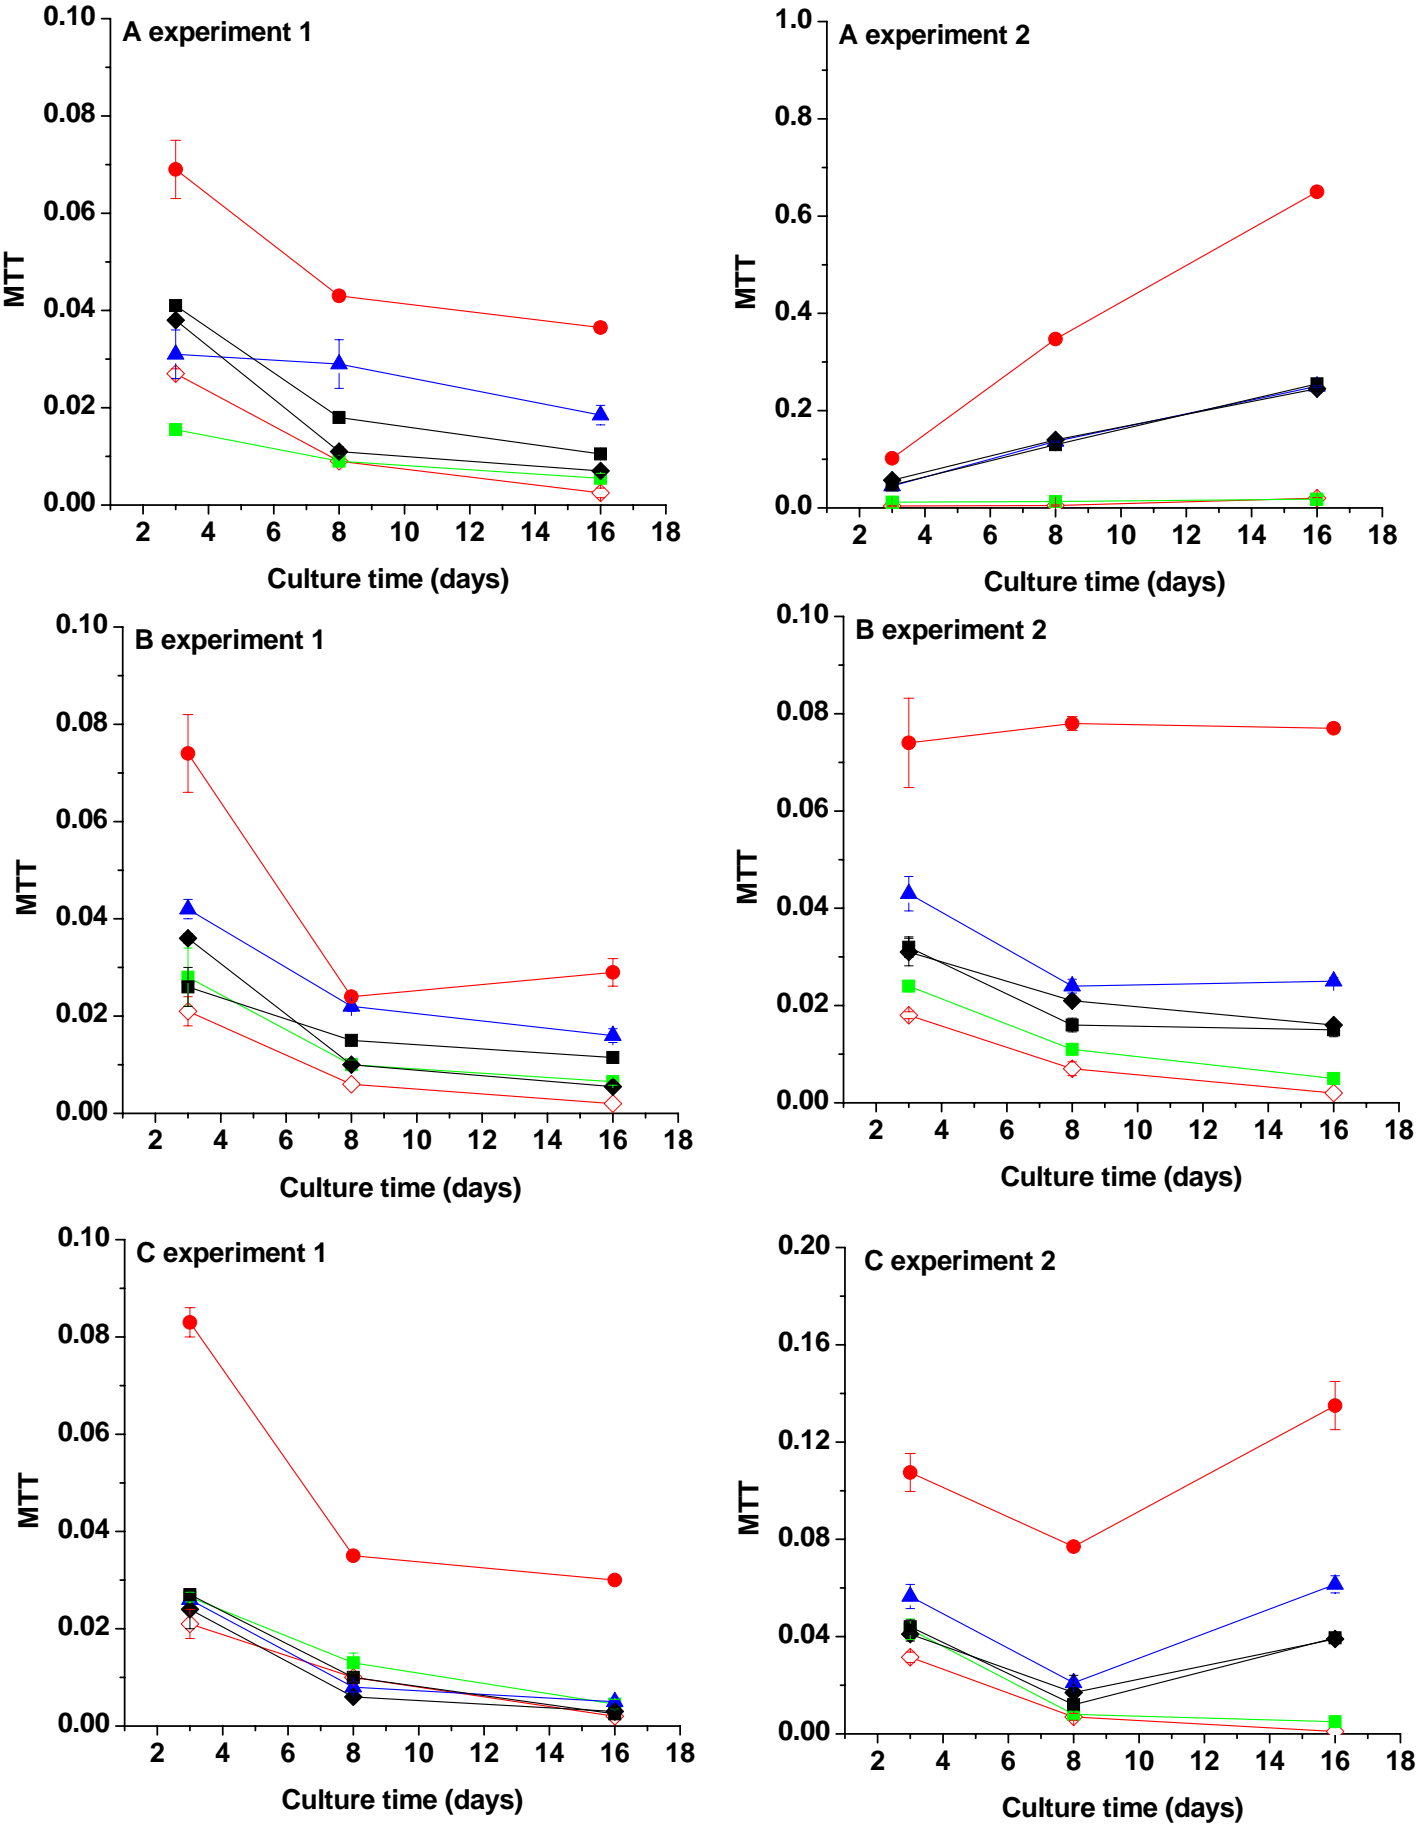 A experiment 1
0.10
0.08
0.06
0.04
0.02
0.00
MTT
2 4 6 8 10 12 14 16 18
Culture time (days)
A experiment 2
1.0
0.8
0.6
0.4
0.2
0.0
MTT
2 4 6 8 10 12 14 16 18
Culture time (days)
B experiment 1
0.10
0.08
0.06
0.04
0.02
0.00
MTT
2 4 6 8 10 12 14 16 18
Culture time (days)
B experiment 2
0.10
0.08
0.06
0.04
0.02
0.00
MTT
2 4 6 8 10 12 14 16 18
Culture time (days)
C experiment 1
0.10
0.08
0.06
0.04
0.02
0.00
MTT
2 4 6 8 10 12 14 16 18
Culture time (days)
C experiment 2
0.20
0.16
0.12
0.08
0.04
0.00
MTT
2 4 6 8 10 12 14 16 18
Culture time (days)